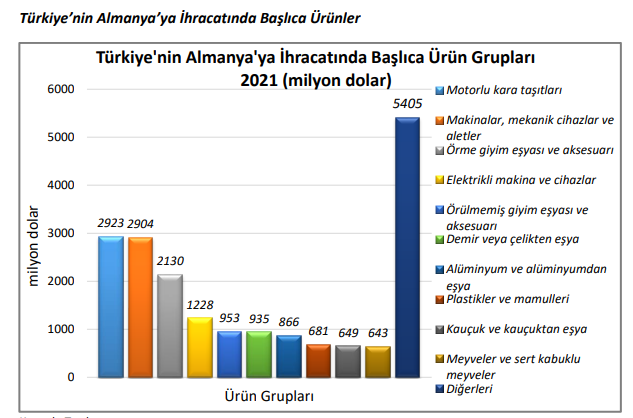 Türkiye’nin Almanya’ya İhracatında Başlıca Ürünler
Türkiye'nin Almanya'ya İhracatında Başlıca Ürün Grupları
2021 (milyon dolar)
6000
5000
4000
3000
2000
1000
0
milyon dolar
2923
2904
2130
1228
953
935
866
681
649
643
5405
Ürün Grupları
Motorlu kara taşıtları
Makinalar, mekanik cihazlar ve
aletler
Örme giyim eşyası ve aksesuarı
Elektrikli makina ve cihazlar
Örülmemiş giyim eşyası ve
aksesuarı
Demir veya çelikten eşya
Alüminyum ve alüminyumdan
eşya
Plastikler ve mamulleri
Kauçuk ve kauçuktan eşya
Meyveler ve sert kabuklu
meyveler
Diğerleri